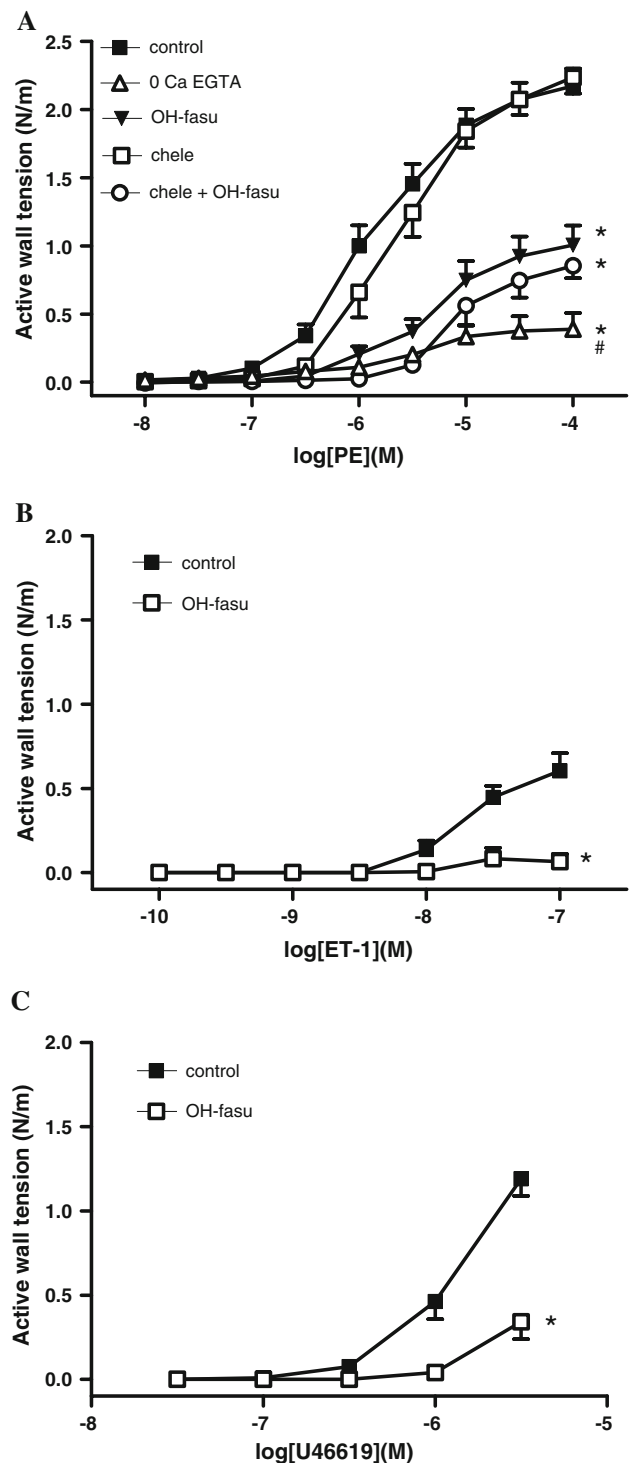 A
control
0 Ca EGTA
OH-fasu
chele
chele + OH-fasu
2.5
2.0
1.5
1.0
0.5
0.0
Active wall tension (N/m)
*
*
*
#
-8 -7 -6 -5 -4
log[PE](M)
B
control
OH-fasu
2.0
1.5
1.0
0.5
0.0
Active wall tension (N/m)
*
-10 -9 -8 -7
log[ET-1](M)
C
control
OH-fasu
2.0
1.5
1.0
0.5
0.0
Active wall tension (N/m)
*
-8 -7 -6 -5
log[U46619](M)